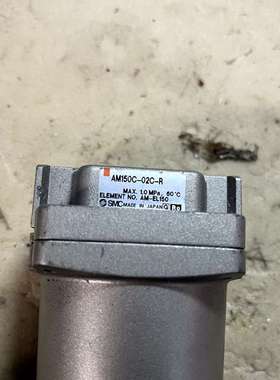 AM150C-02C-R
MAX. 1.0 MPa, 60℃
ELEMENT NO. AM-EL150
SMC MADE IN JAPAN